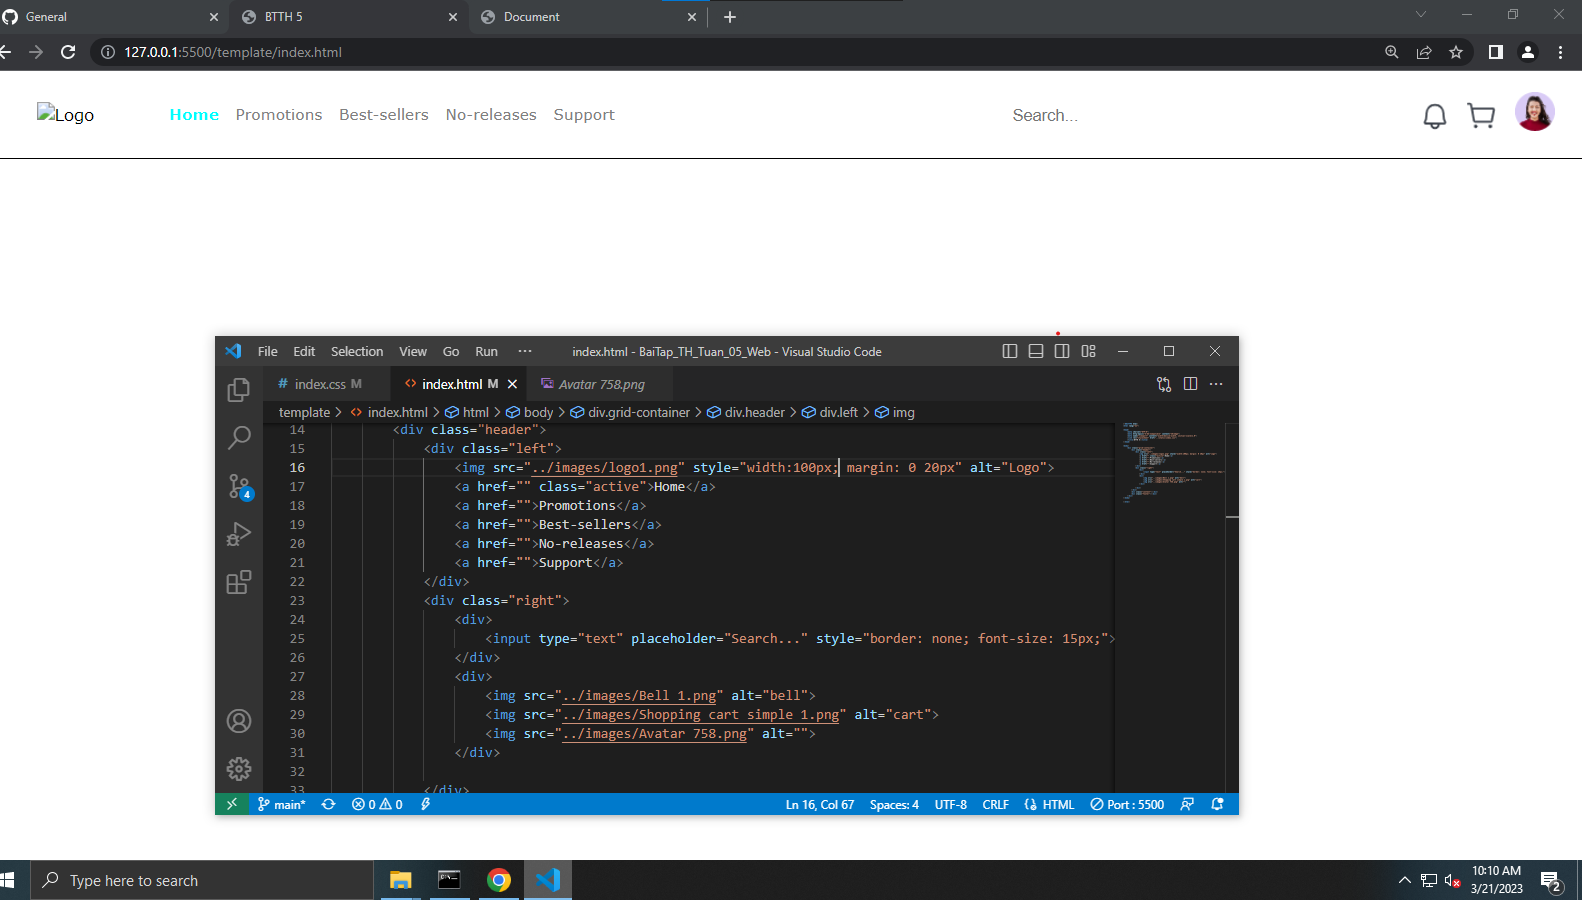 General
BTTH 5
Document
127.0.0.1:5500/template/index.html
Logo
Home
Promotions
Best-sellers
No-releases
Support
Search...
File Edit Selection View Go Run ···
index.html - BaiTap_TH_Tuan_05_Web - Visual Studio Code
# index.css M
<> index.html M
Avatar 758.png
template > <> index.html > html > body > div.grid-container > div.header > div.left > img
14 <div class="header">
15 <div class="left">
16 <img src="../images/logo1.png" style="width:100px; margin: 0 20px" alt="Logo">
17 <a href="" class="active">Home</a>
18 <a href="">Promotions</a>
19 <a href="">Best-sellers</a>
20 <a href="">No-releases</a>
21 <a href="">Support</a>
22 </div>
23 <div class="right">
24 <div>
25 <input type="text" placeholder="Search..." style="border: none; font-size: 15px;">
26 </div>
27 <div>
28 <img src="../images/Bell 1.png" alt="bell">
29 <img src="../images/Shopping cart simple 1.png" alt="cart">
30 <img src="../images/Avatar 758.png" alt="">
31 </div>
32
33 </div>
4
main* 0 0 Ln 16, Col 67 Spaces: 4 UTF-8 CRLF HTML Port : 5500
Type here to search
10:10 AM
3/21/2023
2